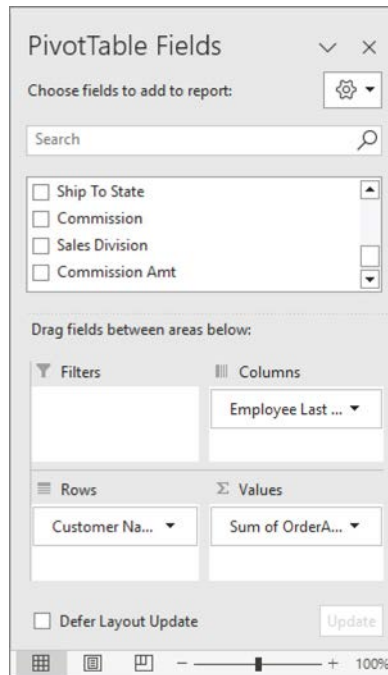 PivotTable Fields
Choose fields to add to report:
Search
Ship To State
Commission
Sales Division
Commission Amt
Drag fields between areas below:
Filters
Columns
Employee Last ...
Rows
Σ Values
Customer Na...
Sum of OrderA...
Defer Layout Update
Update
100%